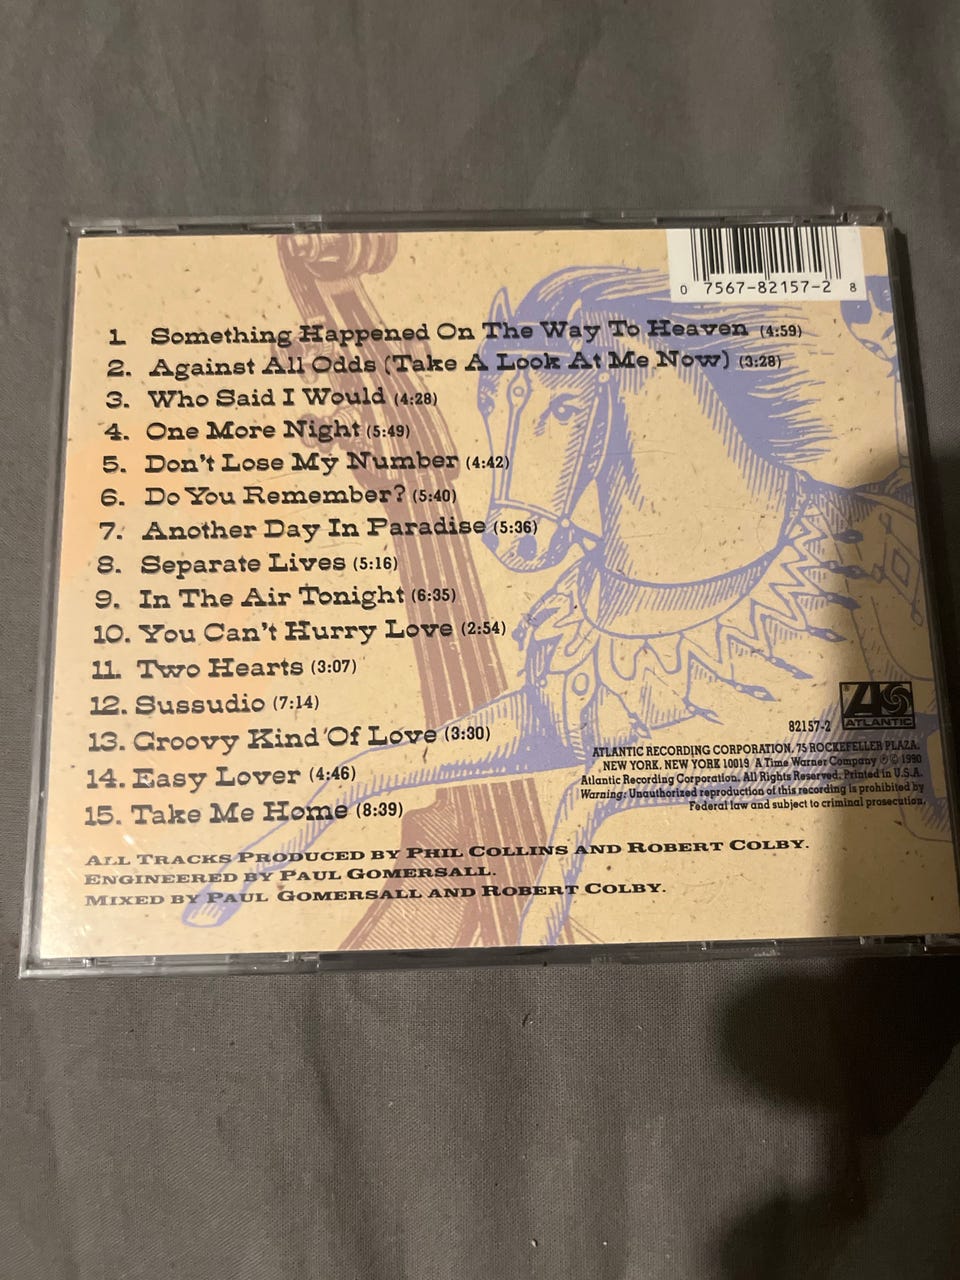 0 7567-82157-2 8
1. Something Happened On The Way To Heaven (4:59)
2. Against All Odds (Take A Look At Me Now) (3:28)
3. Who Said I Would (4:28)
4. One More Night (5:49)
5. Don't Lose My Number (4:42)
6. Do You Remember? (5:40)
7. Another Day In Paradise (5:36)
8. Separate Lives (5:16)
9. In The Air Tonight (6:35)
10. You Can't Hurry Love (2:54)
11. Two Hearts (3:07)
12. Sussudio (7:14)
13. Groovy Kind Of Love (3:30)
14. Easy Lover (4:46)
15. Take Me Home (8:39)
ATLANTIC
82157-2
ATLANTIC RECORDING CORPORATION, 75 ROCKEFELLER PLAZA,
NEW YORK, NEW YORK 10019 A Time Warner Company ℗ © 1990
Atlantic Recording Corporation. All Rights Reserved. Printed in U.S.A.
Warning: Unauthorized reproduction of this recording is prohibited by
Federal law and subject to criminal prosecution.
ALL TRACKS PRODUCED BY PHIL COLLINS AND ROBERT COLBY.
ENGINEERED BY PAUL GOMERSALL.
MIXED BY PAUL GOMERSALL AND ROBERT COLBY.